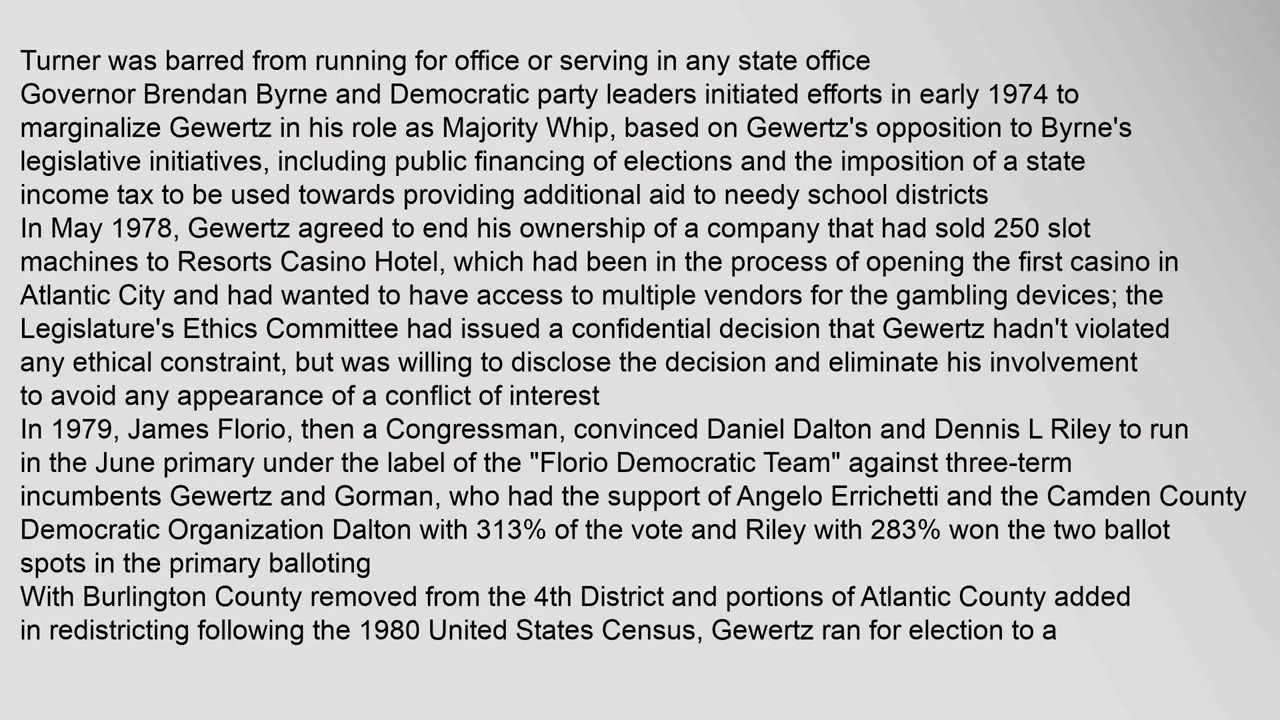 Turner was barred from running for office or serving in any state office
Governor Brendan Byrne and Democratic party leaders initiated efforts in early 1974 to
marginalize Gewertz in his role as Majority Whip, based on Gewertz's opposition to Byrne's
legislative initiatives, including public financing of elections and the imposition of a state
income tax to be used towards providing additional aid to needy school districts
In May 1978, Gewertz agreed to end his ownership of a company that had sold 250 slot
machines to Resorts Casino Hotel, which had been in the process of opening the first casino in
Atlantic City and had wanted to have access to multiple vendors for the gambling devices; the
Legislature's Ethics Committee had issued a confidential decision that Gewertz hadn't violated
any ethical constraint, but was willing to disclose the decision and eliminate his involvement
to avoid any appearance of a conflict of interest
In 1979, James Florio, then a Congressman, convinced Daniel Dalton and Dennis L Riley to run
in the June primary under the label of the "Florio Democratic Team" against three-term
incumbents Gewertz and Gorman, who had the support of Angelo Errichetti and the Camden County
Democratic Organization Dalton with 313% of the vote and Riley with 283% won the two ballot
spots in the primary balloting
With Burlington County removed from the 4th District and portions of Atlantic County added
in redistricting following the 1980 United States Census, Gewertz ran for election to a